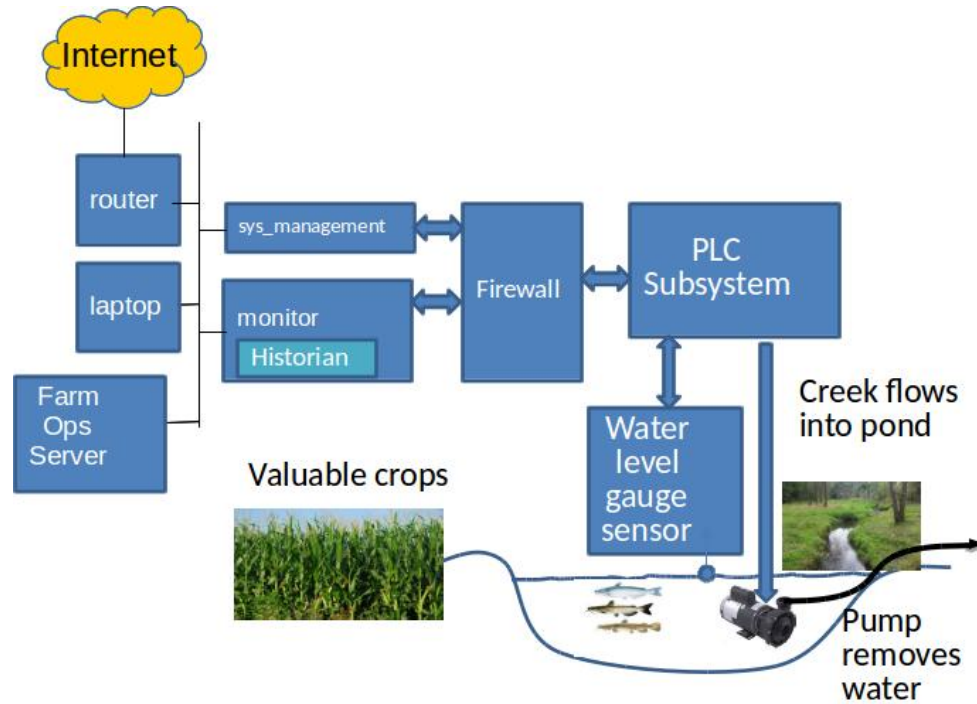 Internet
router
sys_management
PLC
Subsystem
Firewall
laptop
monitor
Historian
Farm
Ops
Server
Creek flows
into pond
Water
level
gauge
sensor
Valuable crops
Pump
removes
water